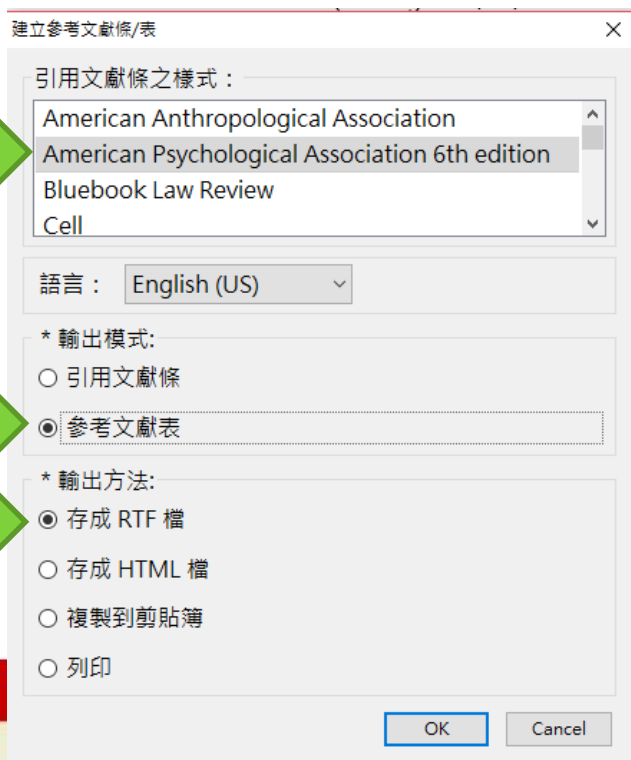 建立參考文獻條/表
引用文獻條之樣式：
American Anthropological Association
American Psychological Association 6th edition
Bluebook Law Review
Cell
語言： English (US)
* 輸出模式:
引用文獻條
參考文獻表
* 輸出方法:
存成 RTF 檔
存成 HTML 檔
複製到剪貼簿
列印
OK Cancel